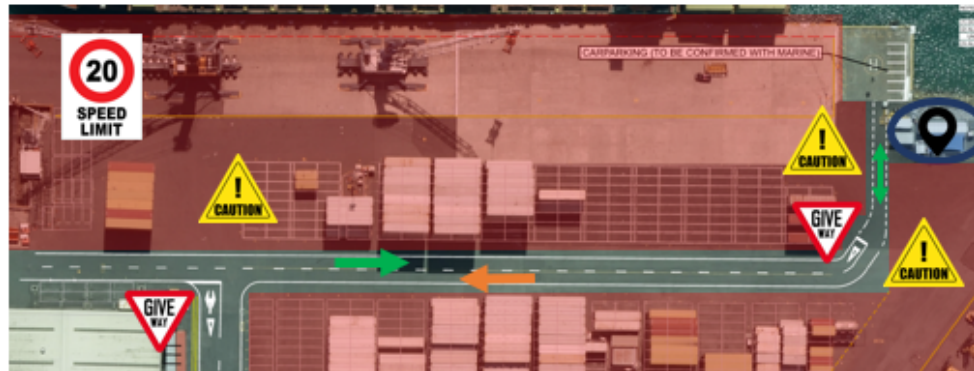 20
SPEED
LIMIT
CARPARKING (TO BE CONFIRMED WITH MARINE)
!
CAUTION
!
CAUTION
GIVE
WAY
!
CAUTION
GIVE
WAY